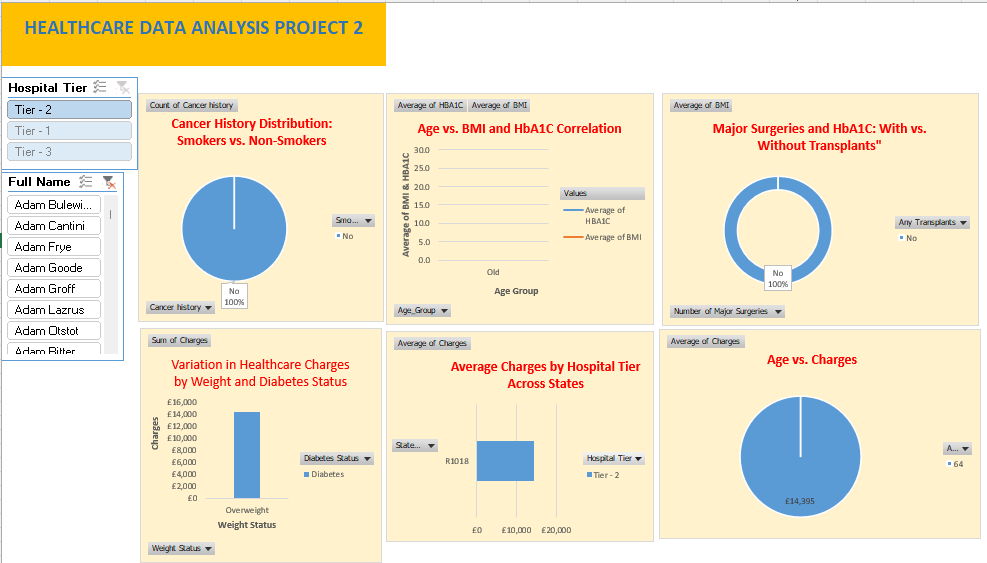 HEALTHCARE DATA ANALYSIS PROJECT 2
Hospital Tier
Tier - 2
Tier - 1
Tier - 3
Full Name
Adam Bulewi...
Adam Cantini
Adam Frye
Adam Goode
Adam Groff
Adam Lazrus
Adam Otstot
Adam Ritter
Count of Cancer history
Cancer History Distribution:
Smokers vs. Non-Smokers
Smo...
No
No
100%
Cancer history
Average of HBA1C Average of BMI
Age vs. BMI and HbA1C Correlation
Average of BMI & HBA1C
30.0
25.0
20.0
15.0
10.0
5.0
0.0
Old
Age Group
Values
Average of
HBA1C
Average of BMI
Age_Group
Average of BMI
Major Surgeries and HbA1C: With vs.
Without Transplants"
Any Transplants
No
No
100%
Number of Major Surgeries
Sum of Charges
Variation in Healthcare Charges
by Weight and Diabetes Status
Charges
£16,000
£14,000
£12,000
£10,000
£8,000
£6,000
£4,000
£2,000
£0
Overweight
Weight Status
Diabetes Status
Diabetes
Weight Status
Average of Charges
Average Charges by Hospital Tier
Across States
State...
R1018
£0 £10,000 £20,000
Hospital Tier
Tier - 2
Average of Charges
Age vs. Charges
A...
64
£14,395